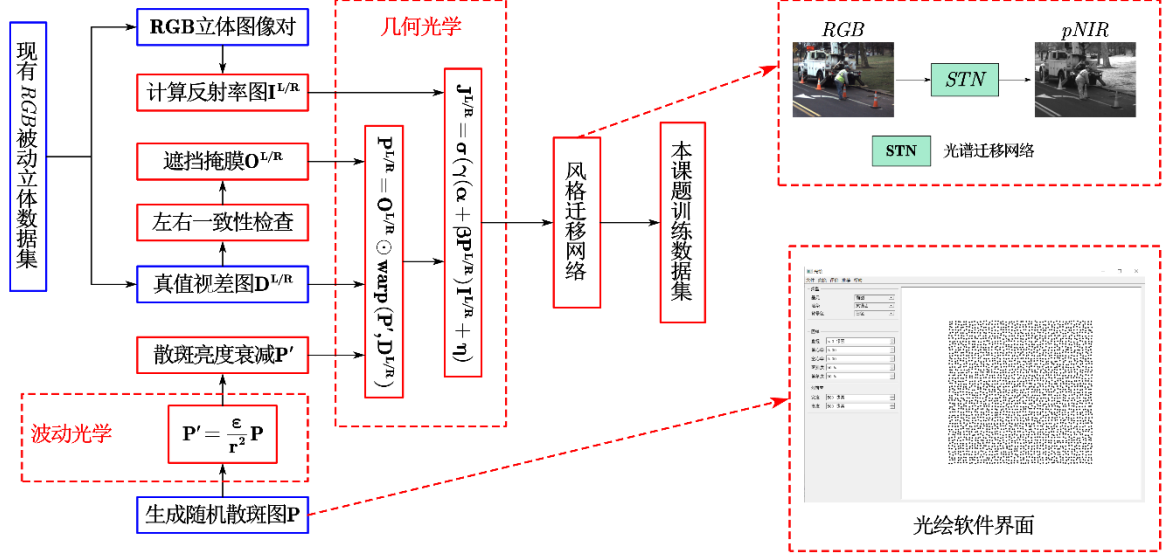 现有RGB被动立体数据集
RGB立体图像对
计算反射率图I^L/R
遮挡掩膜O^L/R
左右一致性检查
真值视差图D^L/R
散斑亮度衰减P′
波动光学
P′ = ε/r² P
生成随机散斑图P
几何光学
P^L/R = O^L/R ⊙ warp(P′, D^L/R)
J^L/R = σ(γ(α + βP^L/R)I^L/R + η)
风格迁移网络
本课题训练数据集
RGB
pNIR
STN
STN
光谱迁移网络
光绘软件界面